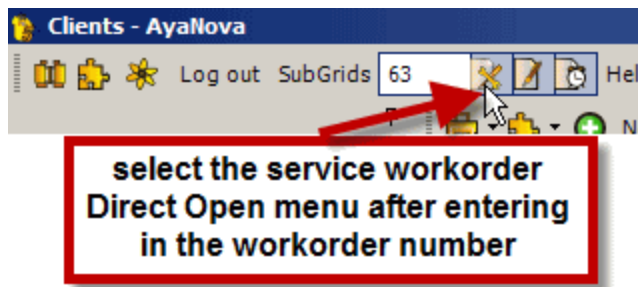 Clients - AyaNova
Log out SubGrids 63
select the service workorder
Direct Open menu after entering
in the workorder number